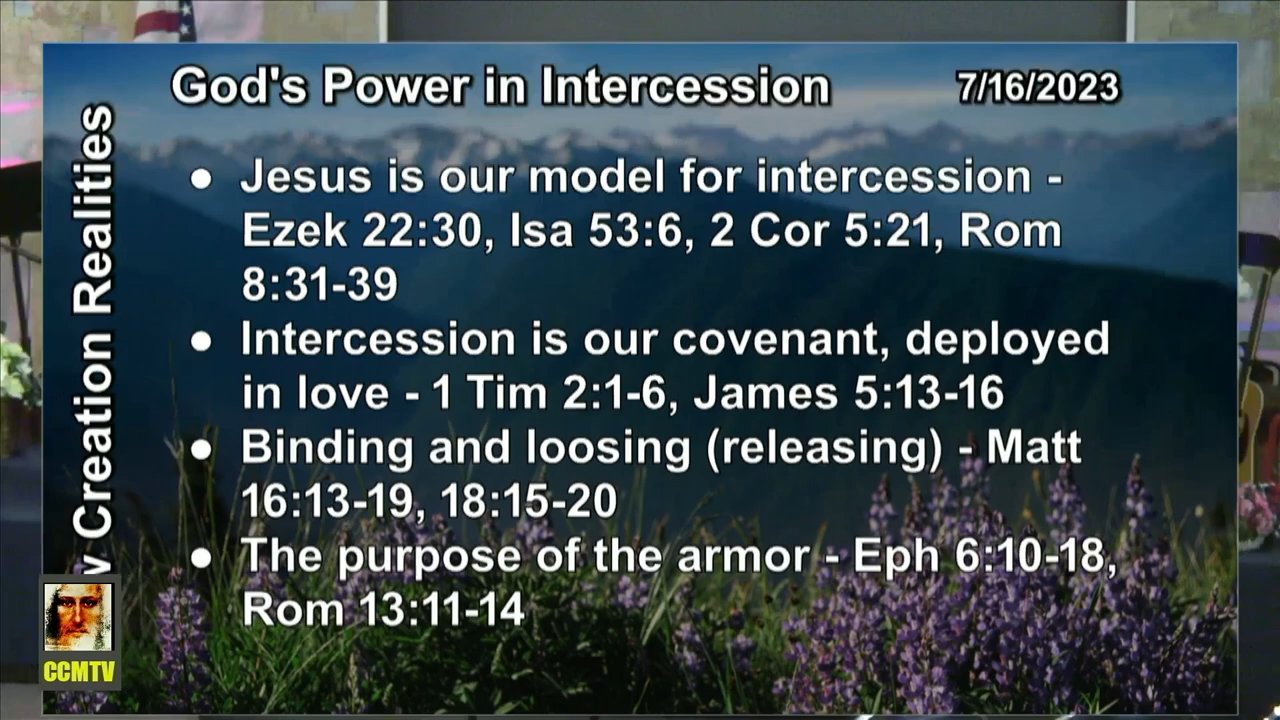 God's Power in Intercession
7/16/2023
Creation Realities
● Jesus is our model for intercession -
Ezek 22:30, Isa 53:6, 2 Cor 5:21, Rom
8:31-39
● Intercession is our covenant, deployed
in love - 1 Tim 2:1-6, James 5:13-16
● Binding and loosing (releasing) - Matt
16:13-19, 18:15-20
● The purpose of the armor - Eph 6:10-18,
Rom 13:11-14
CCMTV